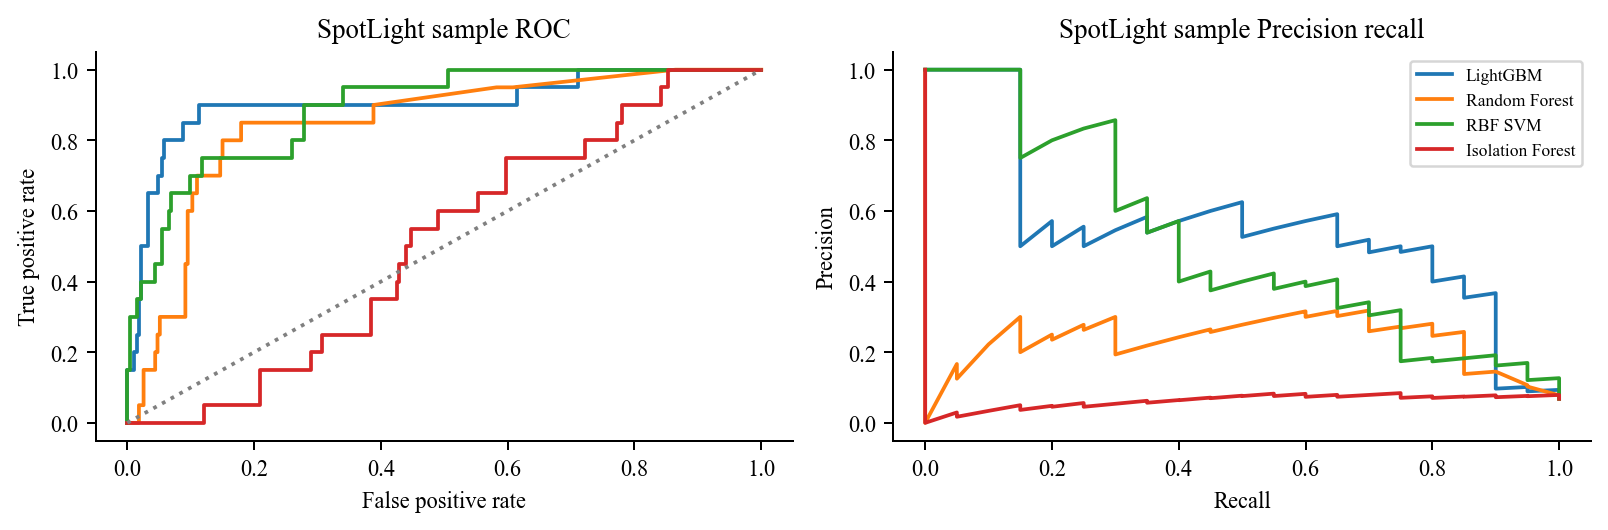 SpotLight sample ROC
1.0
0.8
0.6
0.4
0.2
0.0
True positive rate
0.0 0.2 0.4 0.6 0.8 1.0
False positive rate
SpotLight sample Precision recall
1.0
0.8
0.6
0.4
0.2
0.0
Precision
LightGBM
Random Forest
RBF SVM
Isolation Forest
0.0 0.2 0.4 0.6 0.8 1.0
Recall